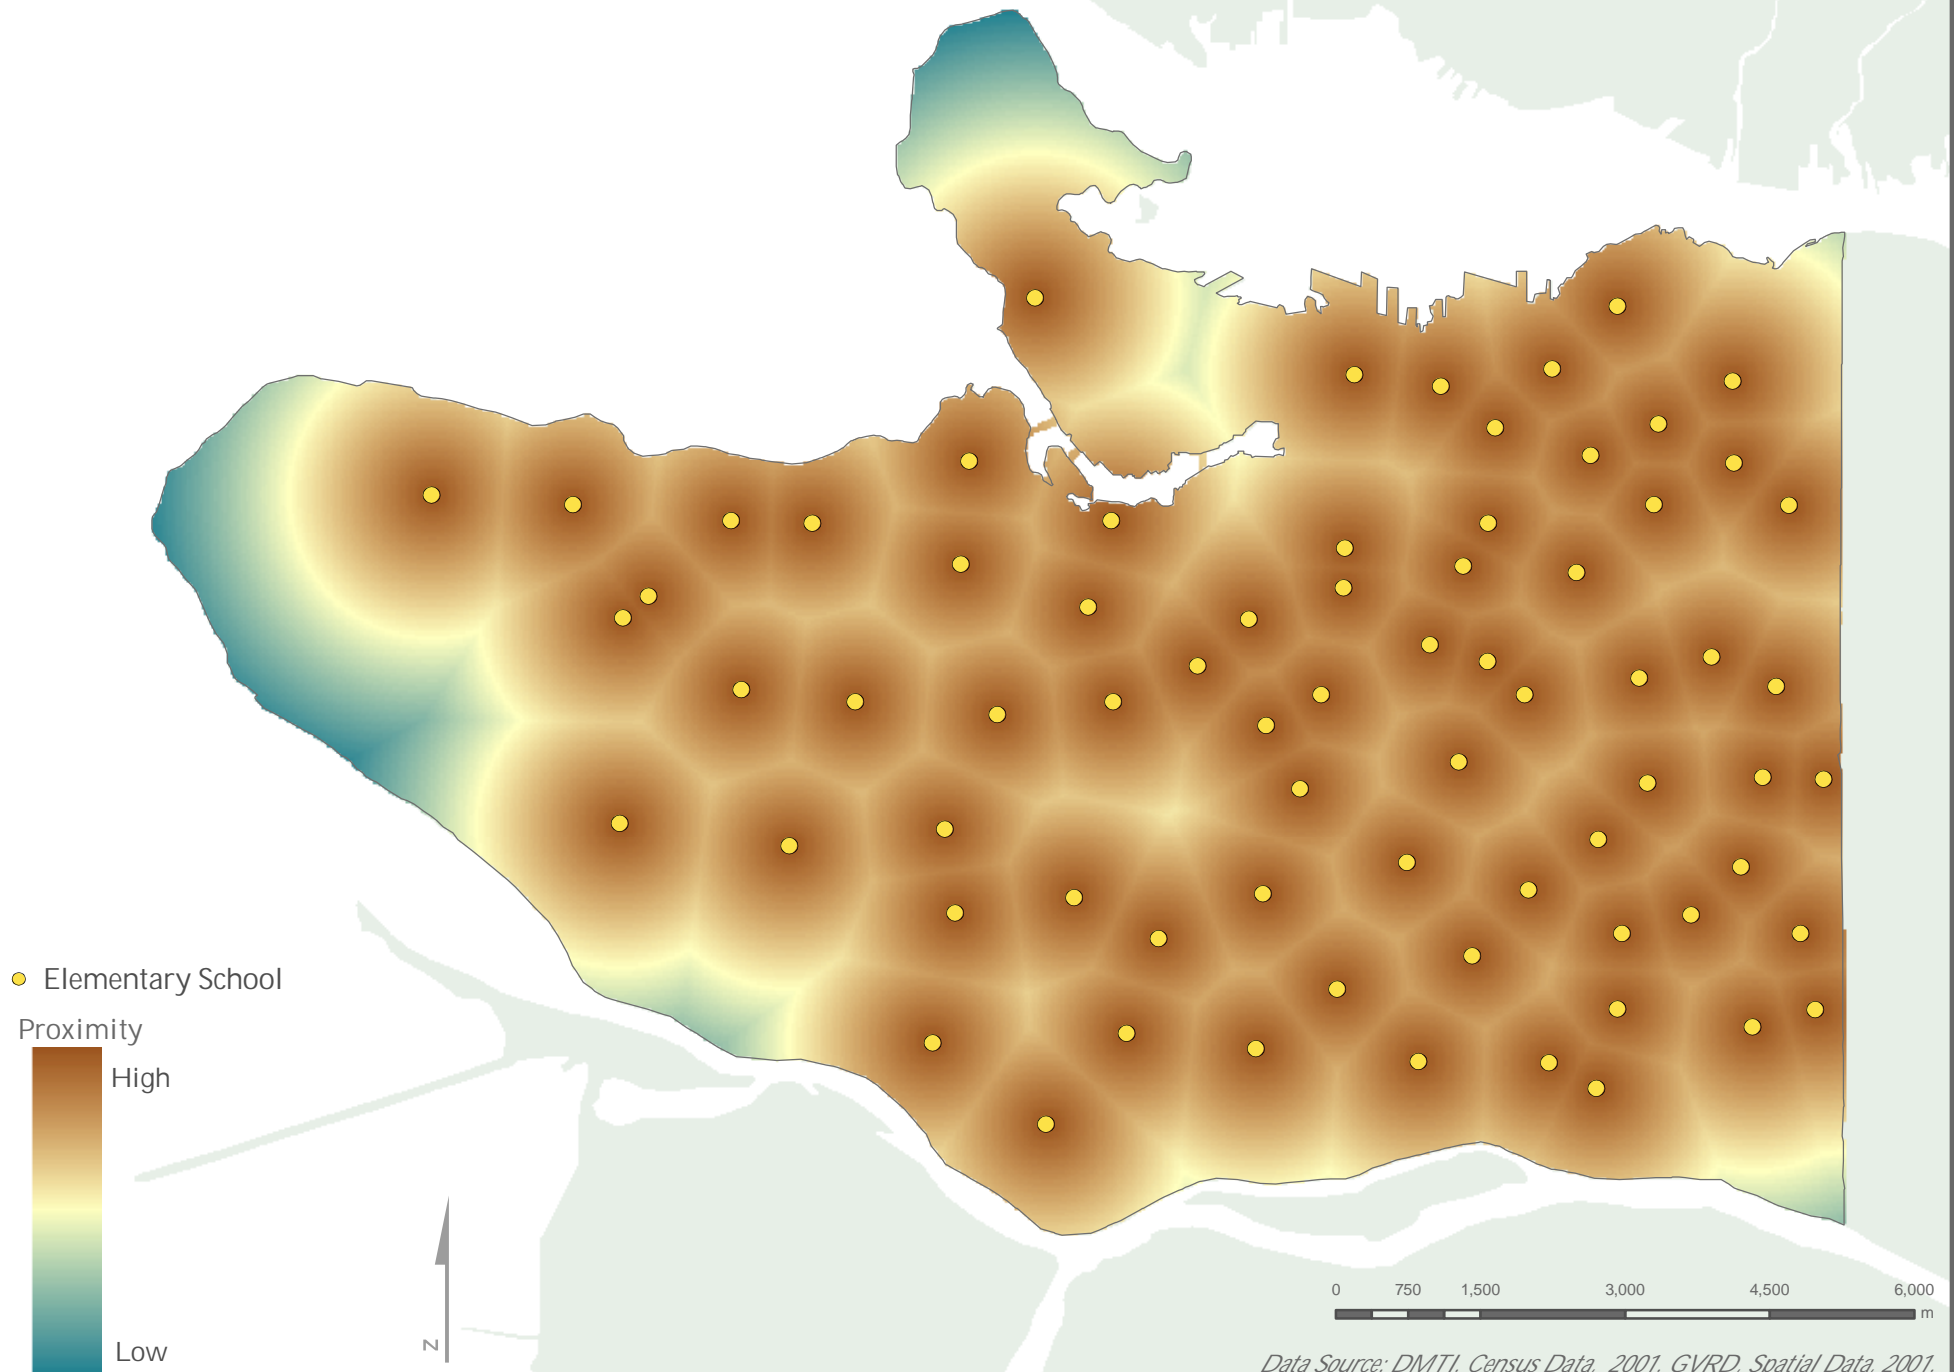 Elementary School
Proximity
High
Low
N
0 750 1,500 3,000 4,500 6,000
m
Data Source: DMTI, Census Data, 2001, GVRD, Spatial Data, 2001.